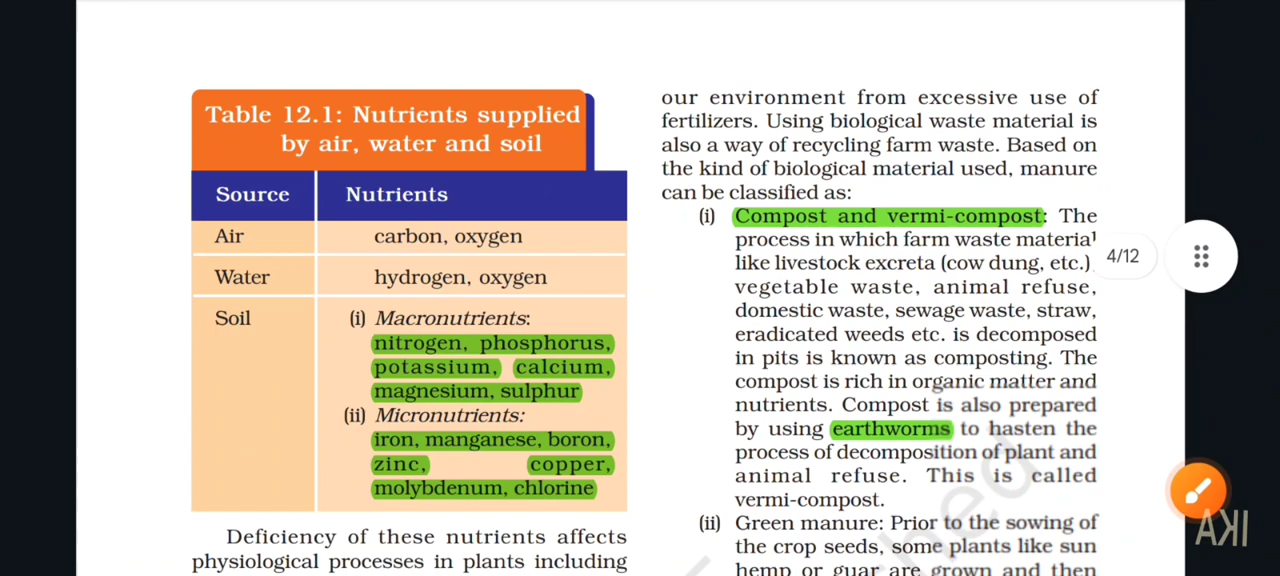 Table 12.1: Nutrients supplied
by air, water and soil
Source Nutrients
Air carbon, oxygen
Water hydrogen, oxygen
Soil (i) Macronutrients:
nitrogen, phosphorus,
potassium, calcium,
magnesium, sulphur
(ii) Micronutrients:
iron, manganese, boron,
zinc, copper,
molybdenum, chlorine
Deficiency of these nutrients affects
physiological processes in plants including
our environment from excessive use of
fertilizers. Using biological waste material is
also a way of recycling farm waste. Based on
the kind of biological material used, manure
can be classified as:
(i) Compost and vermi-compost: The
process in which farm waste material
like livestock excreta (cow dung, etc.)
vegetable waste, animal refuse,
domestic waste, sewage waste, straw,
eradicated weeds etc. is decomposed
in pits is known as composting. The
compost is rich in organic matter and
nutrients. Compost is also prepared
by using earthworms to hasten the
process of decomposition of plant and
animal refuse. This is called
vermi-compost.
(ii) Green manure: Prior to the sowing of
the crop seeds, some plants like sun
hemp or guar are grown and then
4/12